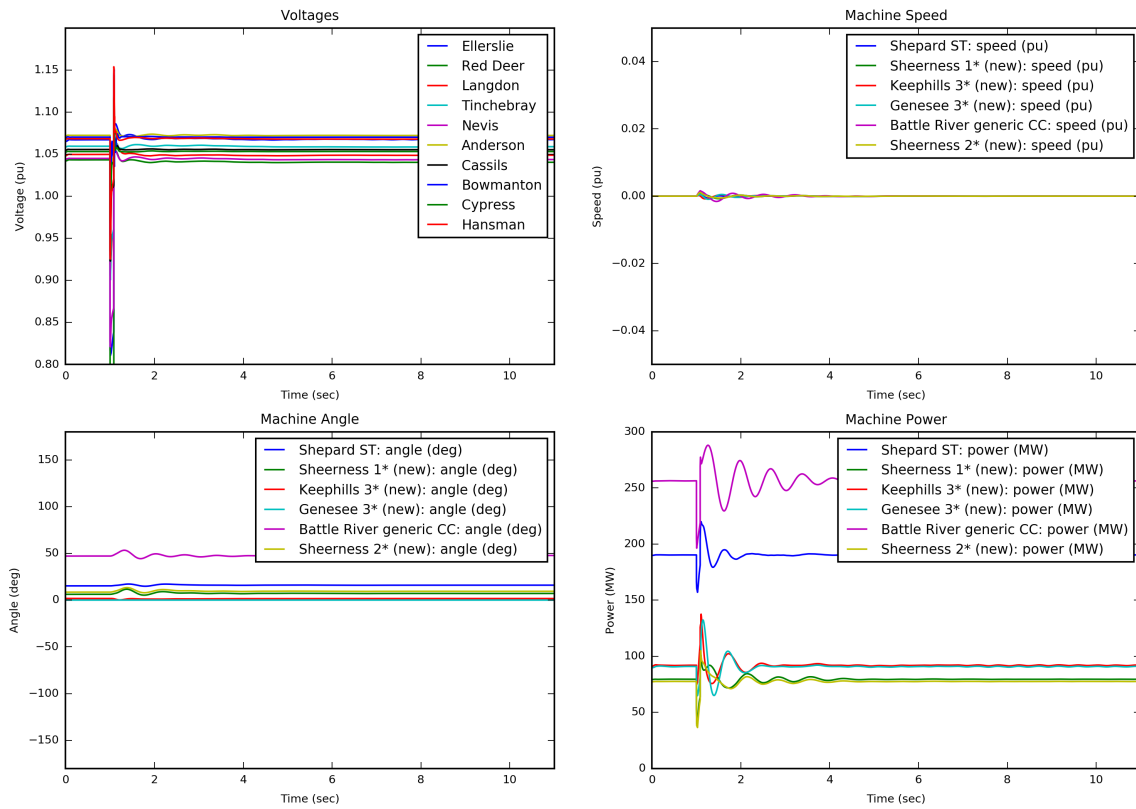 Voltages
Voltage (pu)
1.15
1.10
1.05
1.00
0.95
0.90
0.85
0.80
0 2 4 6 8 10
Time (sec)
Ellerslie
Red Deer
Langdon
Tinchebray
Nevis
Anderson
Cassils
Bowmanton
Cypress
Hansman
Machine Speed
Speed (pu)
0.04
0.02
0.00
−0.02
−0.04
0 2 4 6 8 10
Time (sec)
Shepard ST: speed (pu)
Sheerness 1* (new): speed (pu)
Keephills 3* (new): speed (pu)
Genesee 3* (new): speed (pu)
Battle River generic CC: speed (pu)
Sheerness 2* (new): speed (pu)
Machine Angle
Angle (deg)
150
100
50
0
−50
−100
−150
0 2 4 6 8 10
Time (sec)
Shepard ST: angle (deg)
Sheerness 1* (new): angle (deg)
Keephills 3* (new): angle (deg)
Genesee 3* (new): angle (deg)
Battle River generic CC: angle (deg)
Sheerness 2* (new): angle (deg)
Machine Power
Power (MW)
300
250
200
150
100
50
0
0 2 4 6 8 10
Time (sec)
Shepard ST: power (MW)
Sheerness 1* (new): power (MW)
Keephills 3* (new): power (MW)
Genesee 3* (new): power (MW)
Battle River generic CC: power (MW)
Sheerness 2* (new): power (MW)